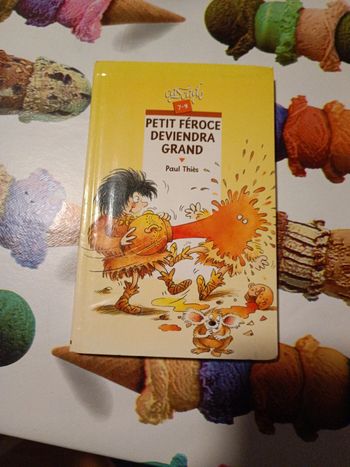 cascade
7-9
PETIT FÉROCE
DEVIENDRA
GRAND
Paul Thiès